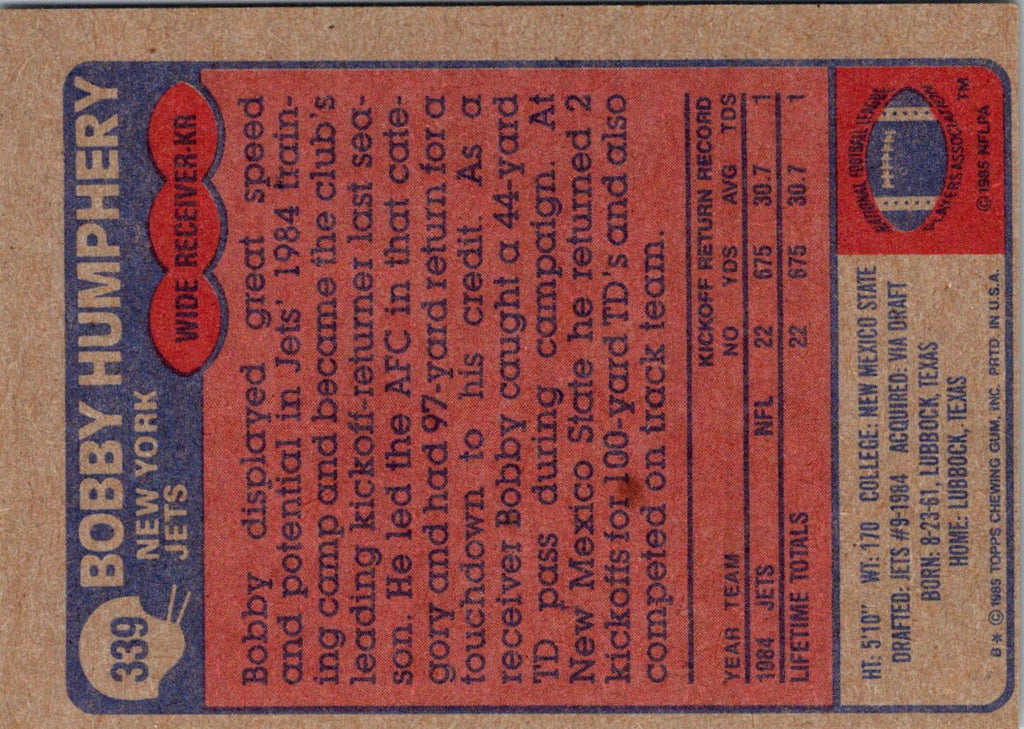 339
BOBBY HUMPHERY
NEW YORK
JETS
WIDE RECEIVER-KR
Bobby displayed great speed
and potential in Jets' 1984 train-
ing camp and became the club's
leading kickoff-returner last sea-
son. He led the AFC in that cate-
gory and had 97-yard return for a
touchdown to his credit. As a
receiver Bobby caught a 44-yard
TD pass during campaign. At
New Mexico State he returned 2
kickoffs for 100-yard TD's and also
competed on track team.
KICKOFF RETURN RECORD
YEAR TEAM NO YDS AVG TDS
1984 JETS NFL 22 675 30.7 1
LIFETIME TOTALS 22 675 30.7 1
HT: 5'10" WT: 170 COLLEGE: NEW MEXICO STATE
DRAFTED: JETS #9-1984 ACQUIRED: VIA DRAFT
BORN: 8-23-61, LUBBOCK, TEXAS
HOME: LUBBOCK, TEXAS
B * © 1985 TOPPS CHEWING GUM, INC. PRTD. IN U.S.A.
NATIONAL FOOTBALL LEAGUE
PLAYERS ASSOCIATION
TM
© 1985 NFLPA